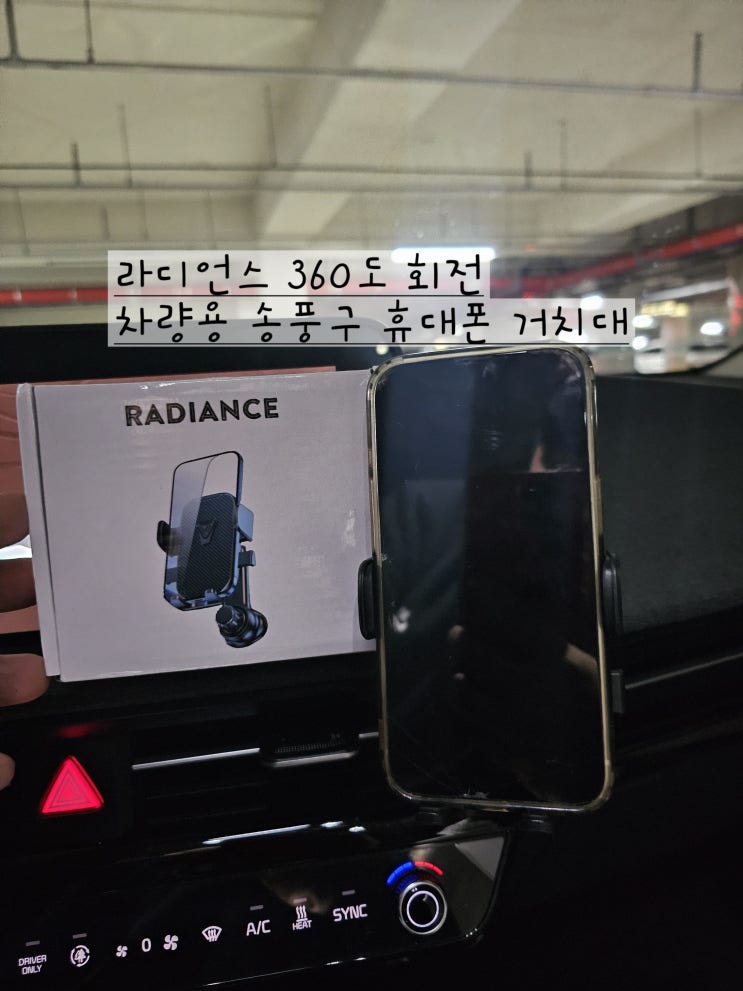 라디언스 360도 회전
차량용 송풍구 휴대폰 거치대
RADIANCE
DRIVER ONLY
0
A/C
HEAT
SYNC